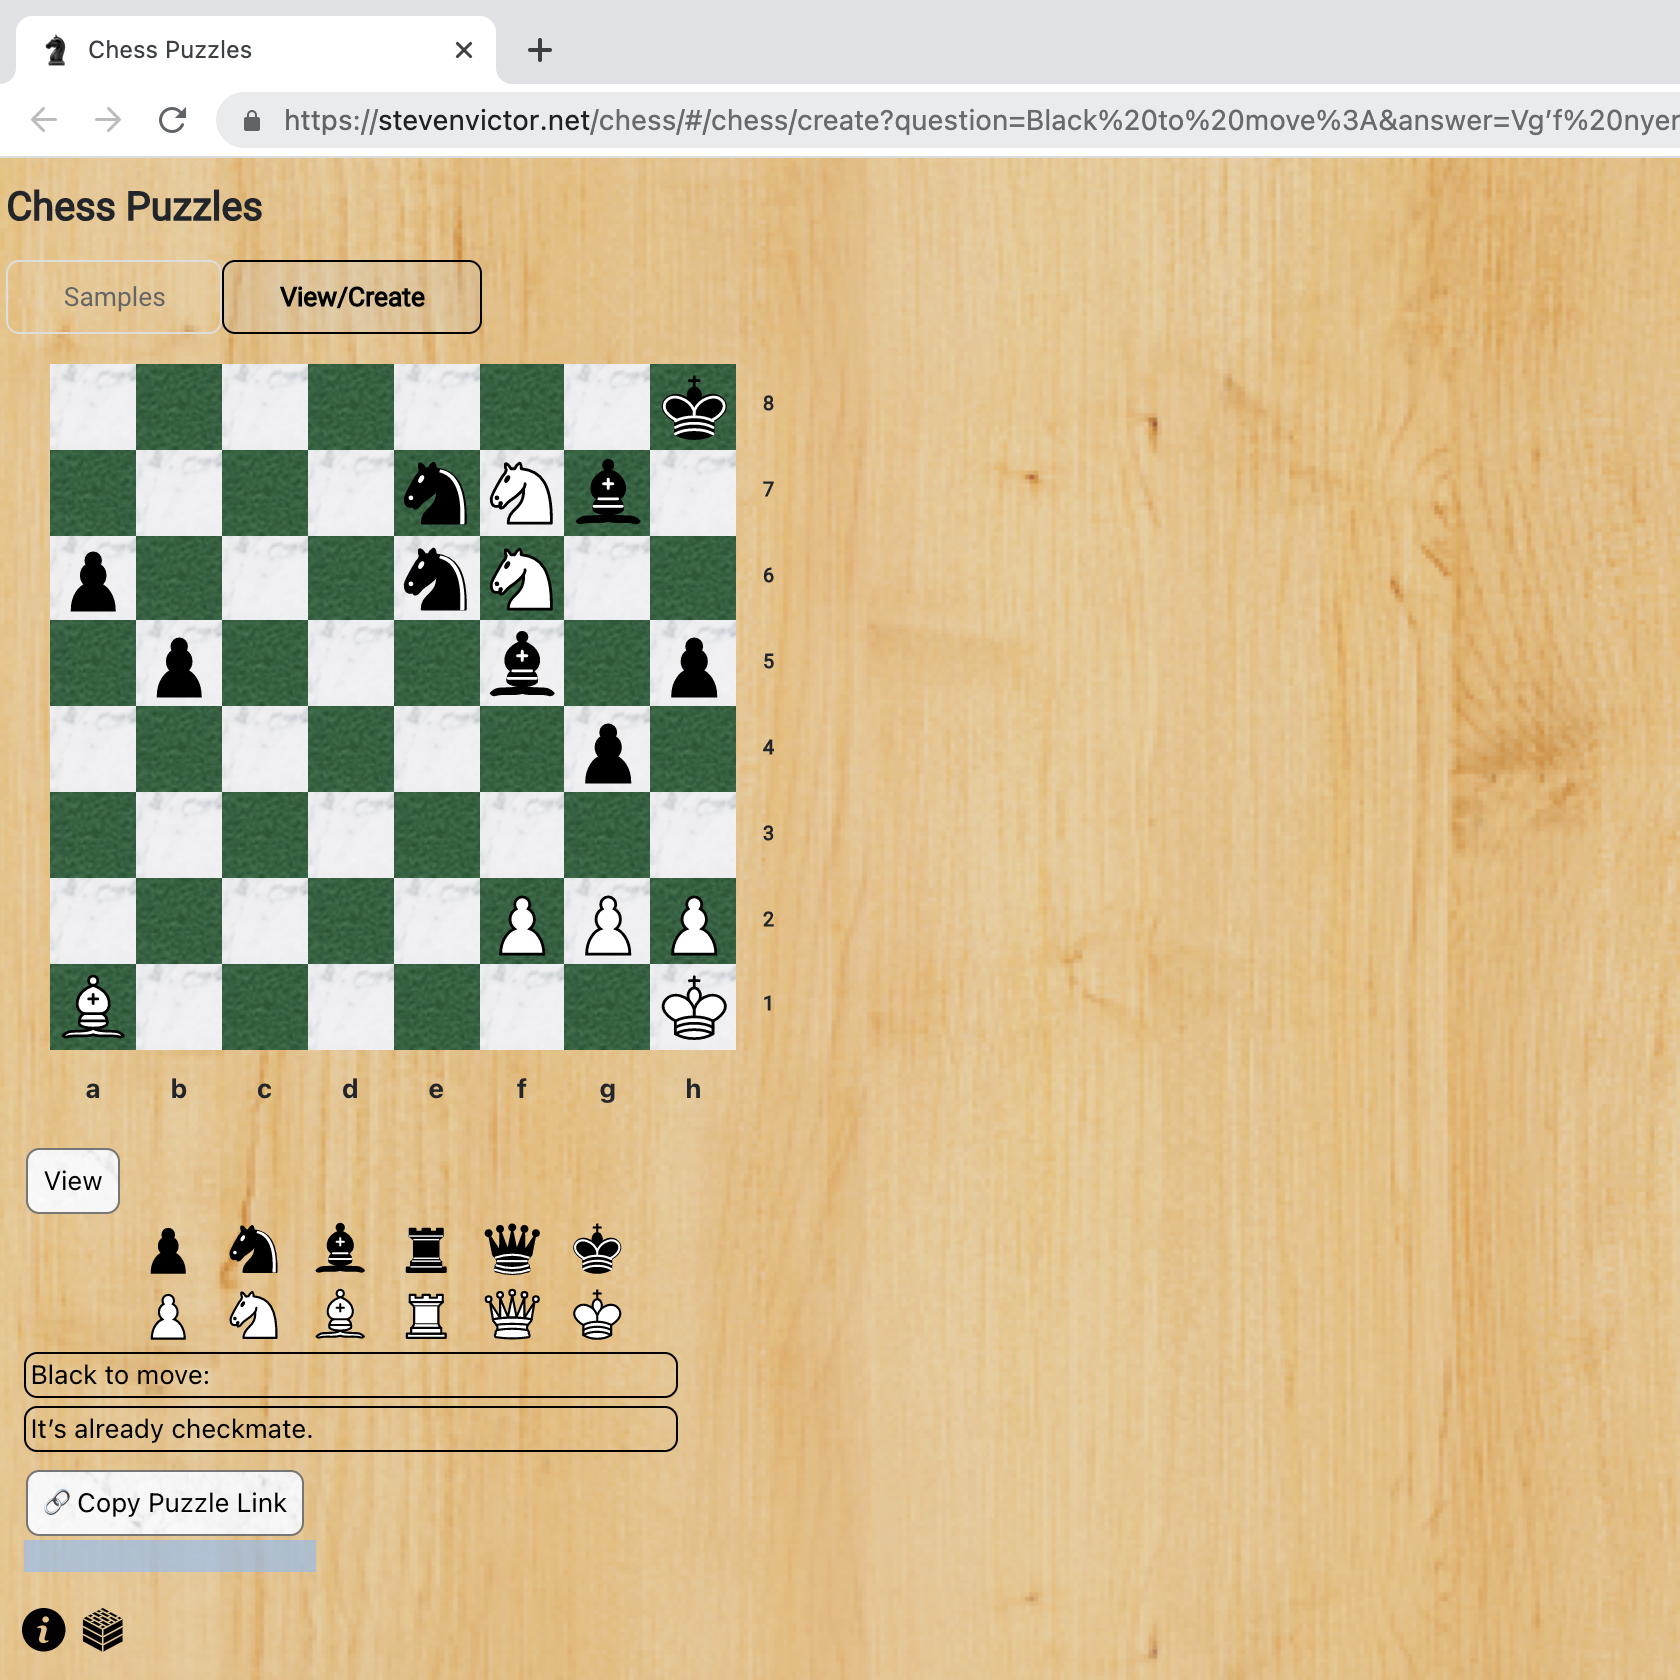 Chess Puzzles
https://stevenvictor.net/chess/#/chess/create?question=Black%20to%20move%3A&answer=Vg’f%20nyer
Chess Puzzles
Samples View/Create
8
7
6
5
4
3
2
1
a b c d e f g h
View
Black to move:
It’s already checkmate.
Copy Puzzle Link